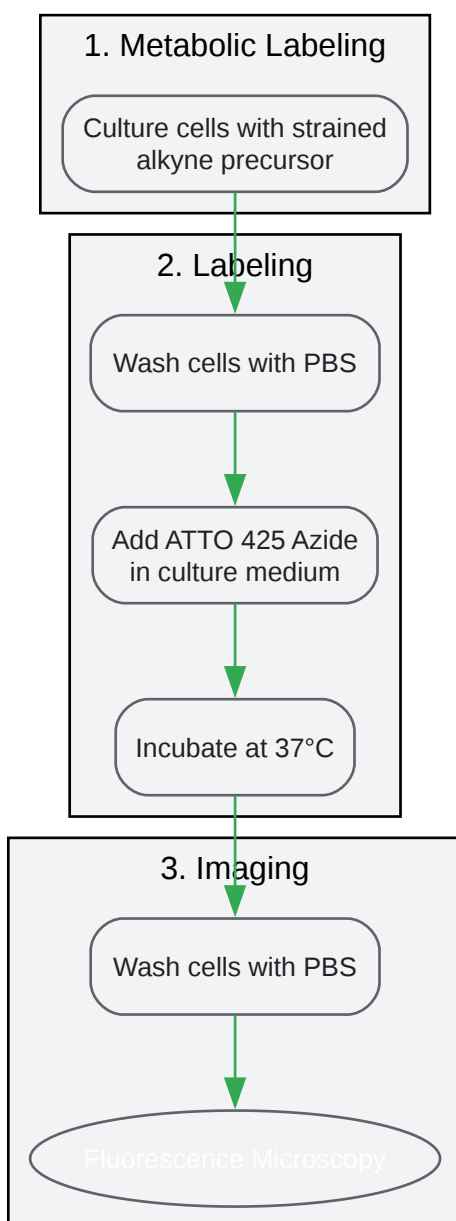 1. Metabolic Labeling
Culture cells with strained
alkyne precursor
2. Labeling
Wash cells with PBS
Add ATTO 425 Azide
in culture medium
Incubate at 37°C
3. Imaging
Wash cells with PBS
Fluorescence Microscopy